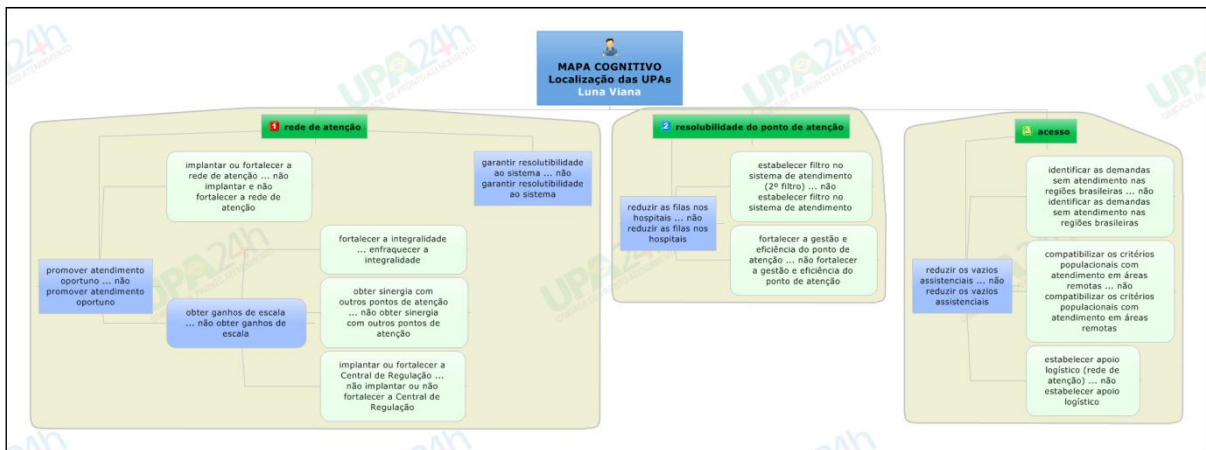 MAPA COGNITIVO
Localização das UPAs
Luna Viana
1 rede de atenção
implantar ou fortalecer a
rede de atenção ... não
implantar e não
fortalecer a rede de
atenção
garantir resolutibilidade
ao sistema ... não
garantir resolutibilidade
ao sistema
promover atendimento
oportuno ... não
promover atendimento
oportuno
obter ganhos de escala
... não obter ganhos de
escala
fortalecer a integralidade
... enfraquecer a
integralidade
obter sinergia com
outros pontos de atenção
... não obter sinergia
com outros pontos de
atenção
implantar ou fortalecer a
Central de Regulação ...
não implantar ou não
fortalecer a Central de
Regulação
2 resolubilidade do ponto de atenção
reduzir as filas nos
hospitais ... não
reduzir as filas nos
hospitais
estabelecer filtro no
sistema de atendimento
(2º filtro) ... não
estabelecer filtro no
sistema de atendimento
fortalecer a gestão e
eficiência do ponto de
atenção ... não fortalecer
a gestão e eficiência do
ponto de atenção
3 acesso
reduzir os vazios
assistenciais ... não
reduzir os vazios
assistenciais
identificar as demandas
sem atendimento nas
regiões brasileiras ... não
identificar as demandas
sem atendimento nas
regiões brasileiras
compatibilizar os critérios
populacionais com
atendimento em áreas
remotas ... não
compatibilizar os critérios
populacionais com
atendimento em áreas
remotas
estabelecer apoio
logístico (rede de
atenção) ... não
estabelecer apoio
logístico
UPA24h
UNIDADE DE PRONTO ATENDIMENTO